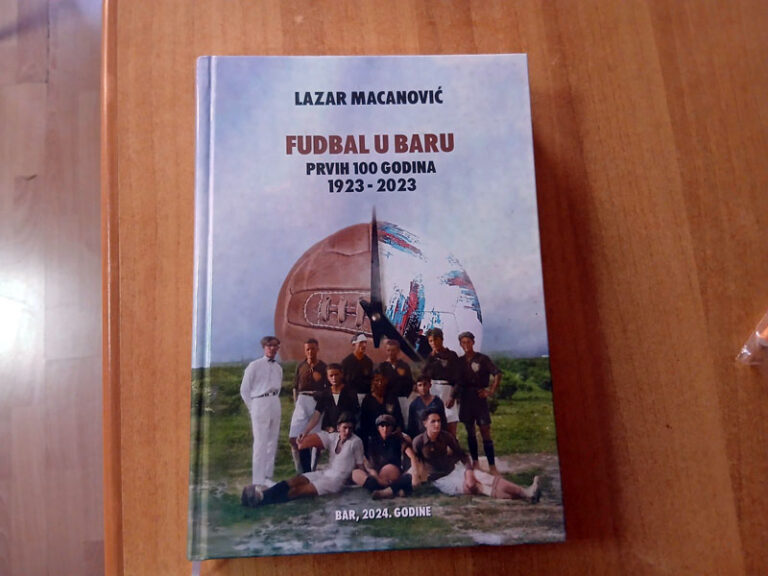 LAZAR MACANOVIĆ
FUDBAL U BARU
PRVIH 100 GODINA
1923 - 2023
BAR, 2024. GODINE